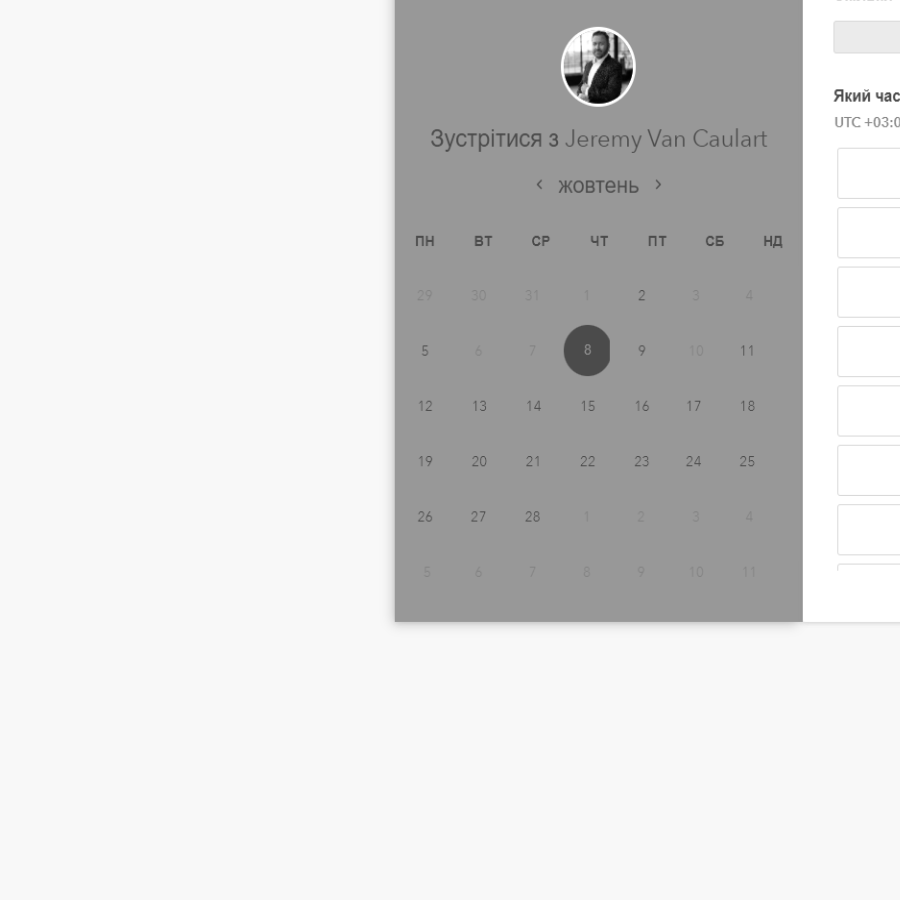 Зустрітися з Jeremy Van Caulart
жовтень
ПН ВТ СР ЧТ ПТ СБ НД
29 30 31 1 2 3 4
5 6 7 8 9 10 11
12 13 14 15 16 17 18
19 20 21 22 23 24 25
26 27 28 1 2 3 4
5 6 7 8 9 10 11
Який час
UTC +03:0